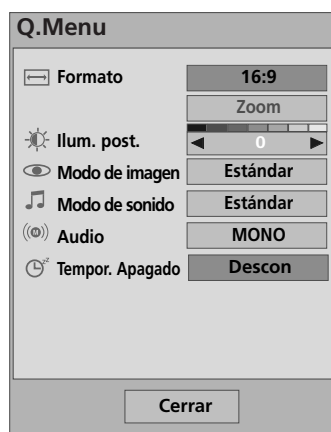 Q.Menu
Formato 16:9
Zoom
Ilum. post. 0
Modo de imagen Estándar
Modo de sonido Estándar
Audio MONO
Tempor. Apagado Descon
Cerrar